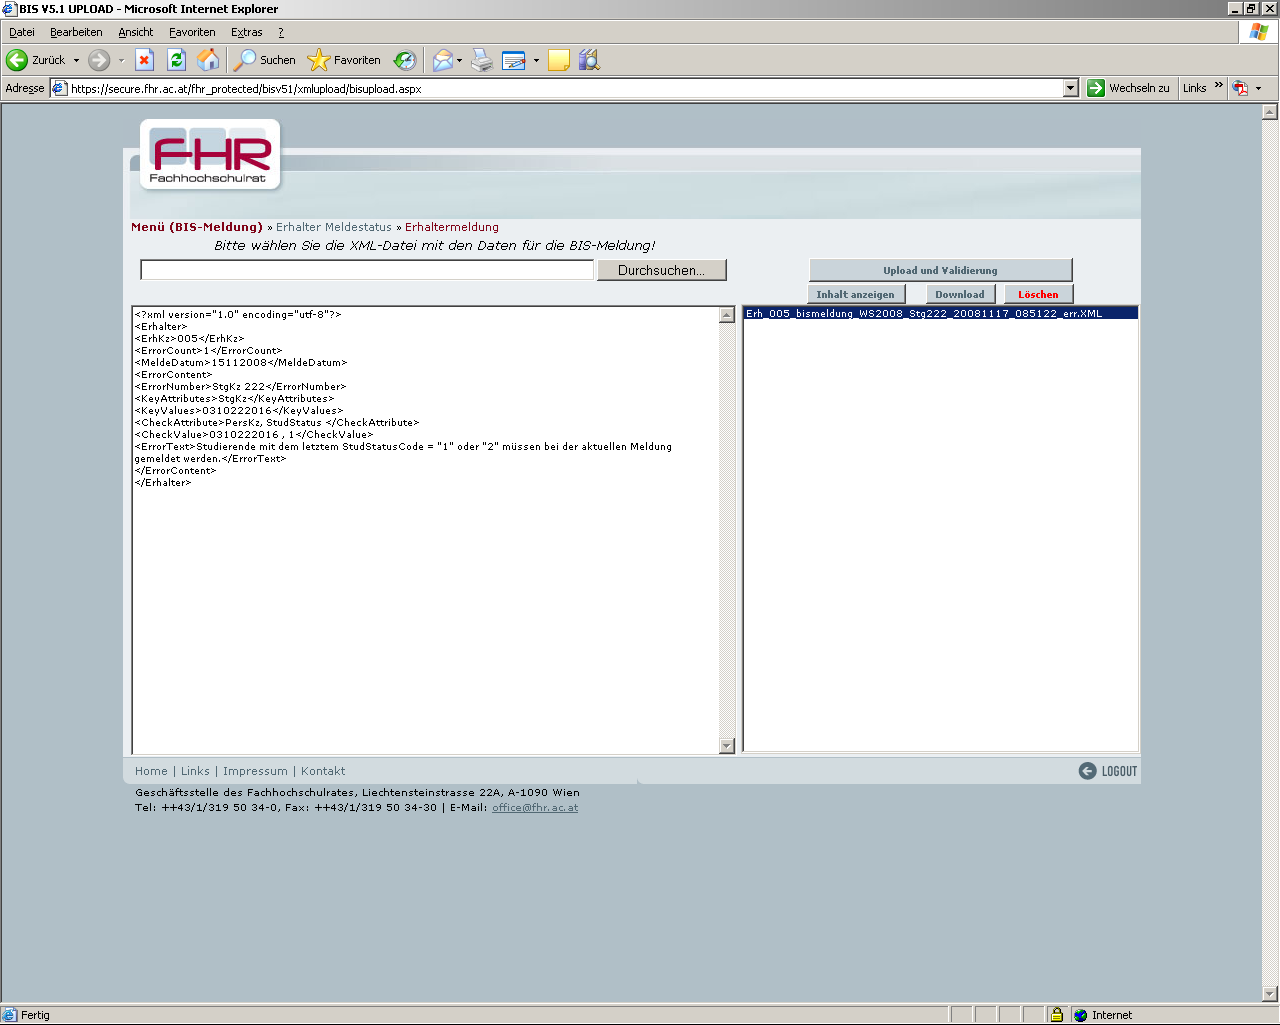 BIS V5.1 UPLOAD - Microsoft Internet Explorer
Datei Bearbeiten Ansicht Favoriten Extras ?
Zurück Suchen Favoriten
Adresse https://secure.fhr.ac.at/fhr_protected/bisv51/xmlupload/bisupload.aspx Wechseln zu Links »
FHR
Fachhochschulrat
Menü (BIS-Meldung) » Erhalter Meldestatus » Erhaltermeldung
Bitte wählen Sie die XML-Datei mit den Daten für die BIS-Meldung!
Durchsuchen... Upload und Validierung
Inhalt anzeigen Download Löschen
Erh_005_bismeldung_WS2008_Stg222_20081117_085122_err.XML
<?xml version="1.0" encoding="utf-8"?>
<Erhalter>
<ErhKz>005</ErhKz>
<ErrorCount>1</ErrorCount>
<MeldeDatum>15112008</MeldeDatum>
<ErrorContent>
<ErrorNumber>StgKz 222</ErrorNumber>
<KeyAttributes>StgKz</KeyAttributes>
<KeyValues>0310222016</KeyValues>
<CheckAttribute>PersKz, StudStatus </CheckAttribute>
<CheckValue>0310222016 , 1</CheckValue>
<ErrorText>Studierende mit dem letztem StudStatusCode = "1" oder "2" müssen bei der aktuellen Meldung
gemeldet werden.</ErrorText>
</ErrorContent>
</Erhalter>
Home | Links | Impressum | Kontakt LOGOUT
Geschäftsstelle des Fachhochschulrates, Liechtensteinstrasse 22A, A-1090 Wien
Tel: ++43/1/319 50 34-0, Fax: ++43/1/319 50 34-30 | E-Mail: office@fhr.ac.at
Fertig Internet